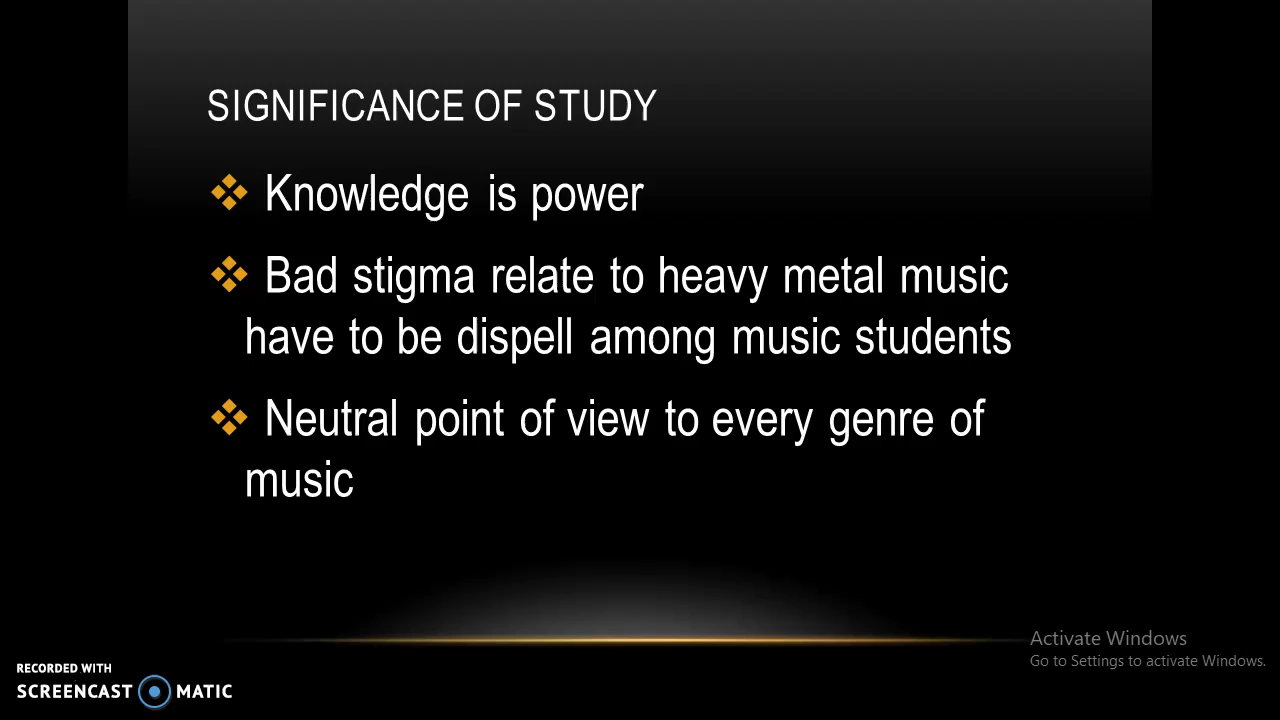 SIGNIFICANCE OF STUDY
Knowledge is power
Bad stigma relate to heavy metal music
have to be dispell among music students
Neutral point of view to every genre of
music
Activate Windows
Go to Settings to activate Windows.
RECORDED WITH
SCREENCAST MATIC